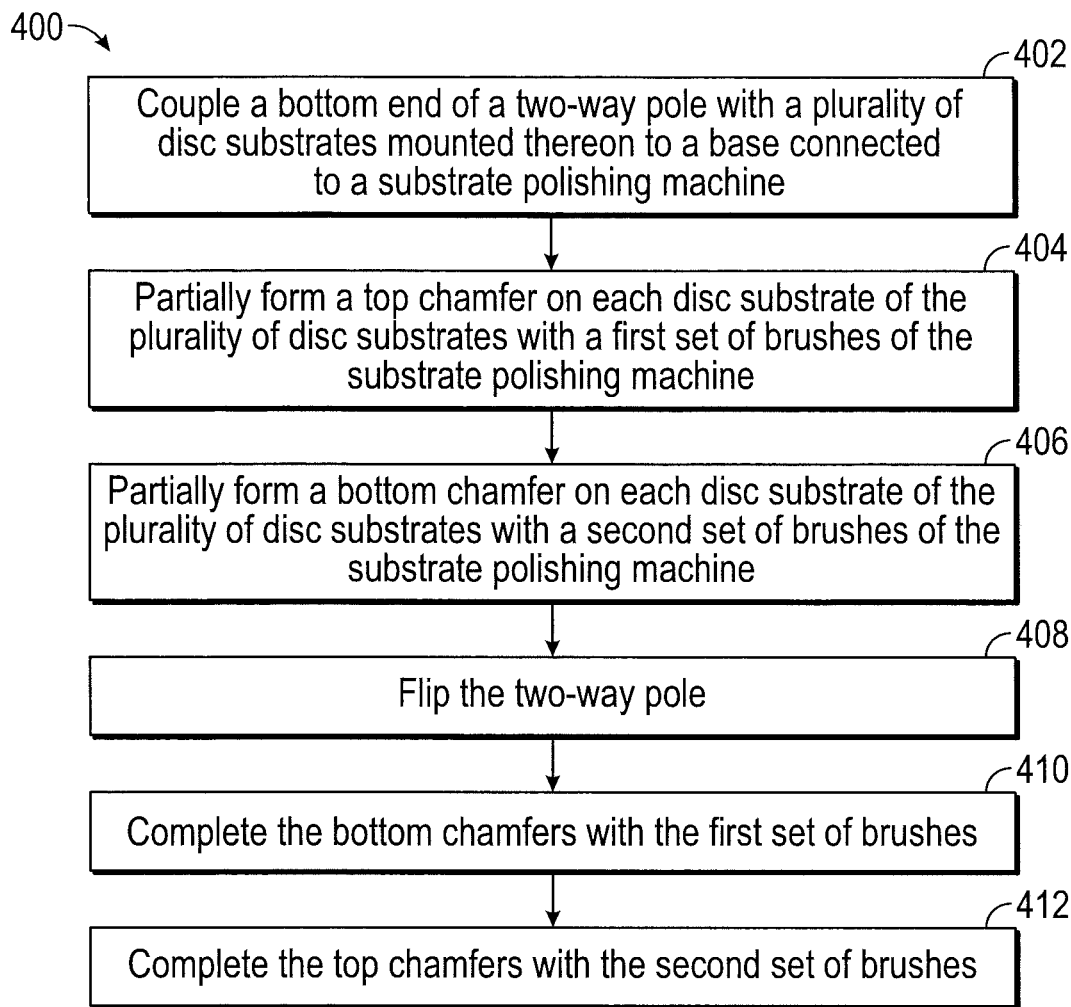 400
402
Couple a bottom end of a two-way pole with a plurality of
disc substrates mounted thereon to a base connected
to a substrate polishing machine
404
Partially form a top chamfer on each disc substrate of the
plurality of disc substrates with a first set of brushes of the
substrate polishing machine
406
Partially form a bottom chamfer on each disc substrate of the
plurality of disc substrates with a second set of brushes of the
substrate polishing machine
408
Flip the two-way pole
410
Complete the bottom chamfers with the first set of brushes
412
Complete the top chamfers with the second set of brushes